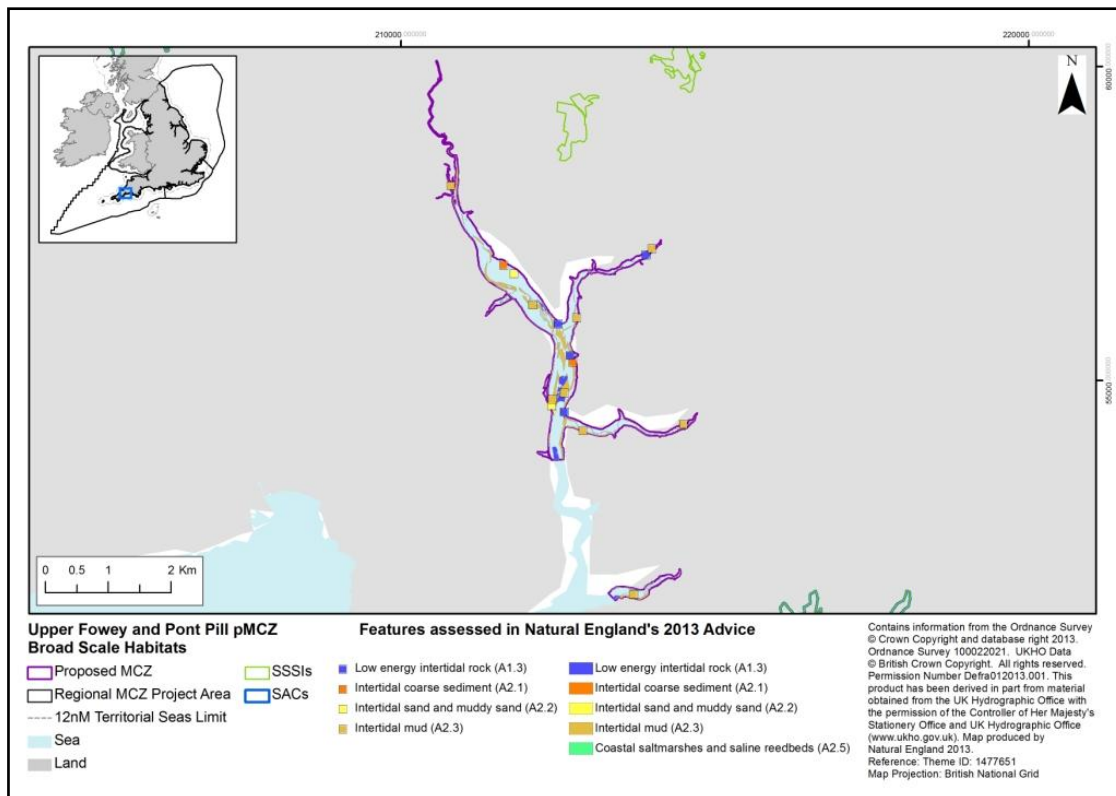 210000.000000
220000.000000
N
60000.000000
55000.000000
0 0.5 1 2 Km
Upper Fowey and Pont Pill pMCZ
Broad Scale Habitats
Proposed MCZ
SSSIs
Regional MCZ Project Area
SACs
12nM Territorial Seas Limit
Sea
Land
Features assessed in Natural England's 2013 Advice
Low energy intertidal rock (A1.3)
Intertidal coarse sediment (A2.1)
Intertidal sand and muddy sand (A2.2)
Intertidal mud (A2.3)
Low energy intertidal rock (A1.3)
Intertidal coarse sediment (A2.1)
Intertidal sand and muddy sand (A2.2)
Intertidal mud (A2.3)
Coastal saltmarshes and saline reedbeds (A2.5)
Contains information from the Ordnance Survey
© Crown Copyright and database right 2013.
Ordnance Survey 100022021. UKHO Data
© British Crown Copyright. All rights reserved.
Permission Number Defra012013.001. This
product has been derived in part from material
obtained from the UK Hydrographic Office with
the permission of the Controller of Her Majesty's
Stationery Office and UK Hydrographic Office
(www.ukho.gov.uk). Map produced by
Natural England 2013.
Reference: Theme ID: 1477651
Map Projection: British National Grid